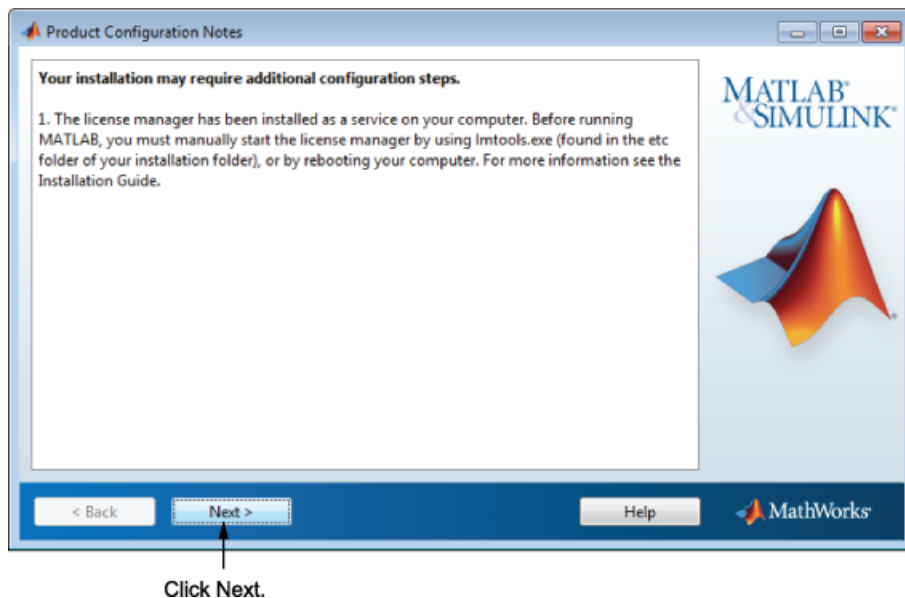 Product Configuration Notes
Your installation may require additional configuration steps.
1. The license manager has been installed as a service on your computer. Before running
MATLAB, you must manually start the license manager by using lmtools.exe (found in the etc
folder of your installation folder), or by rebooting your computer. For more information see the
Installation Guide.
MATLAB®
&SIMULINK®
< Back
Next >
Help
MathWorks®
Click Next.